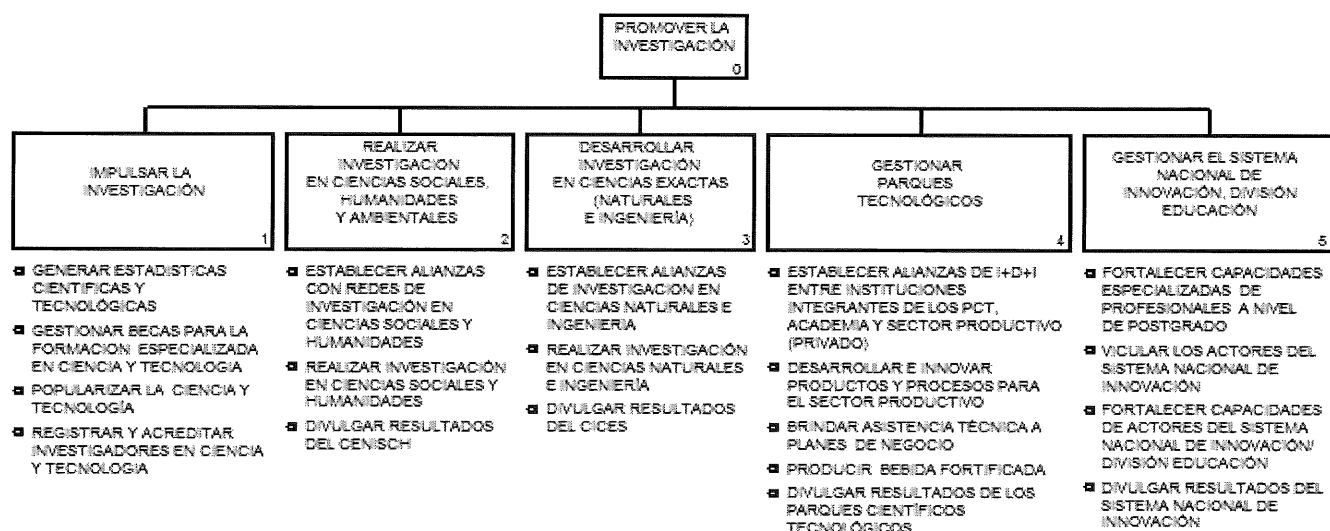 PROMOVER LA
INVESTIGACIÓN
0
IMPULSAR LA
INVESTIGACIÓN
1
REALIZAR
INVESTIGACION
EN CIENCIAS SOCIALES,
HUMANIDADES
Y AMBIENTALES
2
DESARROLLAR
INVESTIGACIÓN
EN CIENCIAS EXACTAS
(NATURALES
E INGENIERÍA)
3
GESTIONAR
PARQUES
TECNOLÓGICOS
4
GESTIONAR EL SISTEMA
NACIONAL DE
INNOVACIÓN, DIVISIÓN
EDUCACIÓN
5
GENERAR ESTADISTICAS
CIENTIFICAS Y
TECNOLÓGICAS
GESTIONAR BECAS PARA LA
FORMACION ESPECIALIZADA
EN CIENCIA Y TECNOLOGIA
POPULARIZAR LA CIENCIA Y
TECNOLOGÍA
REGISTRAR Y ACREDITAR
INVESTIGADORES EN CIENCIA
Y TECNOLOGIA
ESTABLECER ALIANZAS
CON REDES DE
INVESTIGACIÓN EN
CIENCIAS SOCIALES Y
HUMANIDADES
REALIZAR INVESTIGACIÓN
EN CIENCIAS SOCIALES Y
HUMANIDADES
DIVULGAR RESULTADOS
DEL CENISCH
ESTABLECER ALIANZAS
DE INVESTIGACION EN
CIENCIAS NATURALES E
INGENIERIA
REALIZAR INVESTIGACIÓN
EN CIENCIAS NATURALES
E INGENIERÍA
DIVULGAR RESULTADOS
DEL CICES
ESTABLECER ALIANZAS DE I+D+I
ENTRE INSTITUCIONES
INTEGRANTES DE LOS PCT,
ACADEMIA Y SECTOR PRODUCTIVO
(PRIVADO)
DESARROLLAR E INNOVAR
PRODUCTOS Y PROCESOS PARA
EL SECTOR PRODUCTIVO
BRINDAR ASISTENCIA TÉCNICA A
PLANES DE NEGOCIO
PRODUCIR BEBIDA FORTIFICADA
DIVULGAR RESULTADOS DE LOS
PARQUES CIENTÍFICOS
TECNOLÓGICOS
FORTALECER CAPACIDADES
ESPECIALIZADAS DE
PROFESIONALES A NIVEL
DE POSTGRADO
VICULAR LOS ACTORES DEL
SISTEMA NACIONAL DE
INNOVACIÓN
FORTALECER CAPACIDADES
DE ACTORES DEL SISTEMA
NACIONAL DE INNOVACIÓN/
DIVISIÓN EDUCACIÓN
DIVULGAR RESULTADOS DEL
SISTEMA NACIONAL DE
INNOVACIÓN